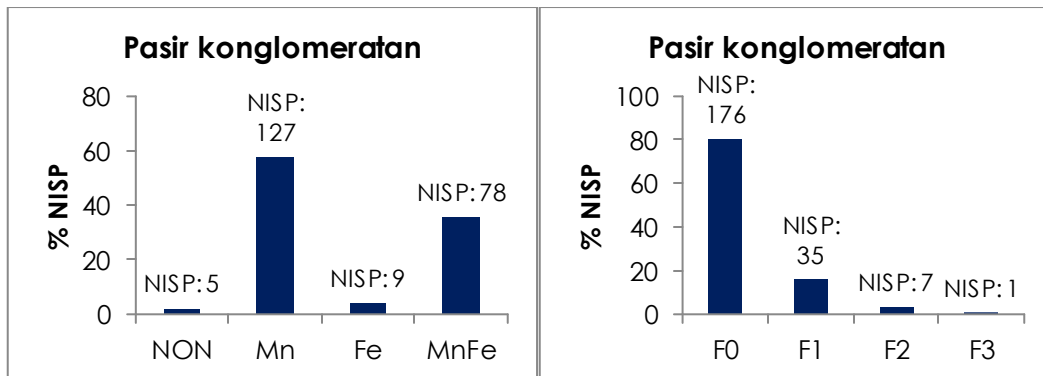 Pasir konglomeratan
80
60
40
20
0
% NISP
NISP: 5
NISP:
127
NISP: 9
NISP: 78
NON
Mn
Fe
MnFe
Pasir konglomeratan
100
80
60
40
20
0
% NISP
NISP:
176
NISP:
35
NISP: 7
NISP: 1
F0
F1
F2
F3